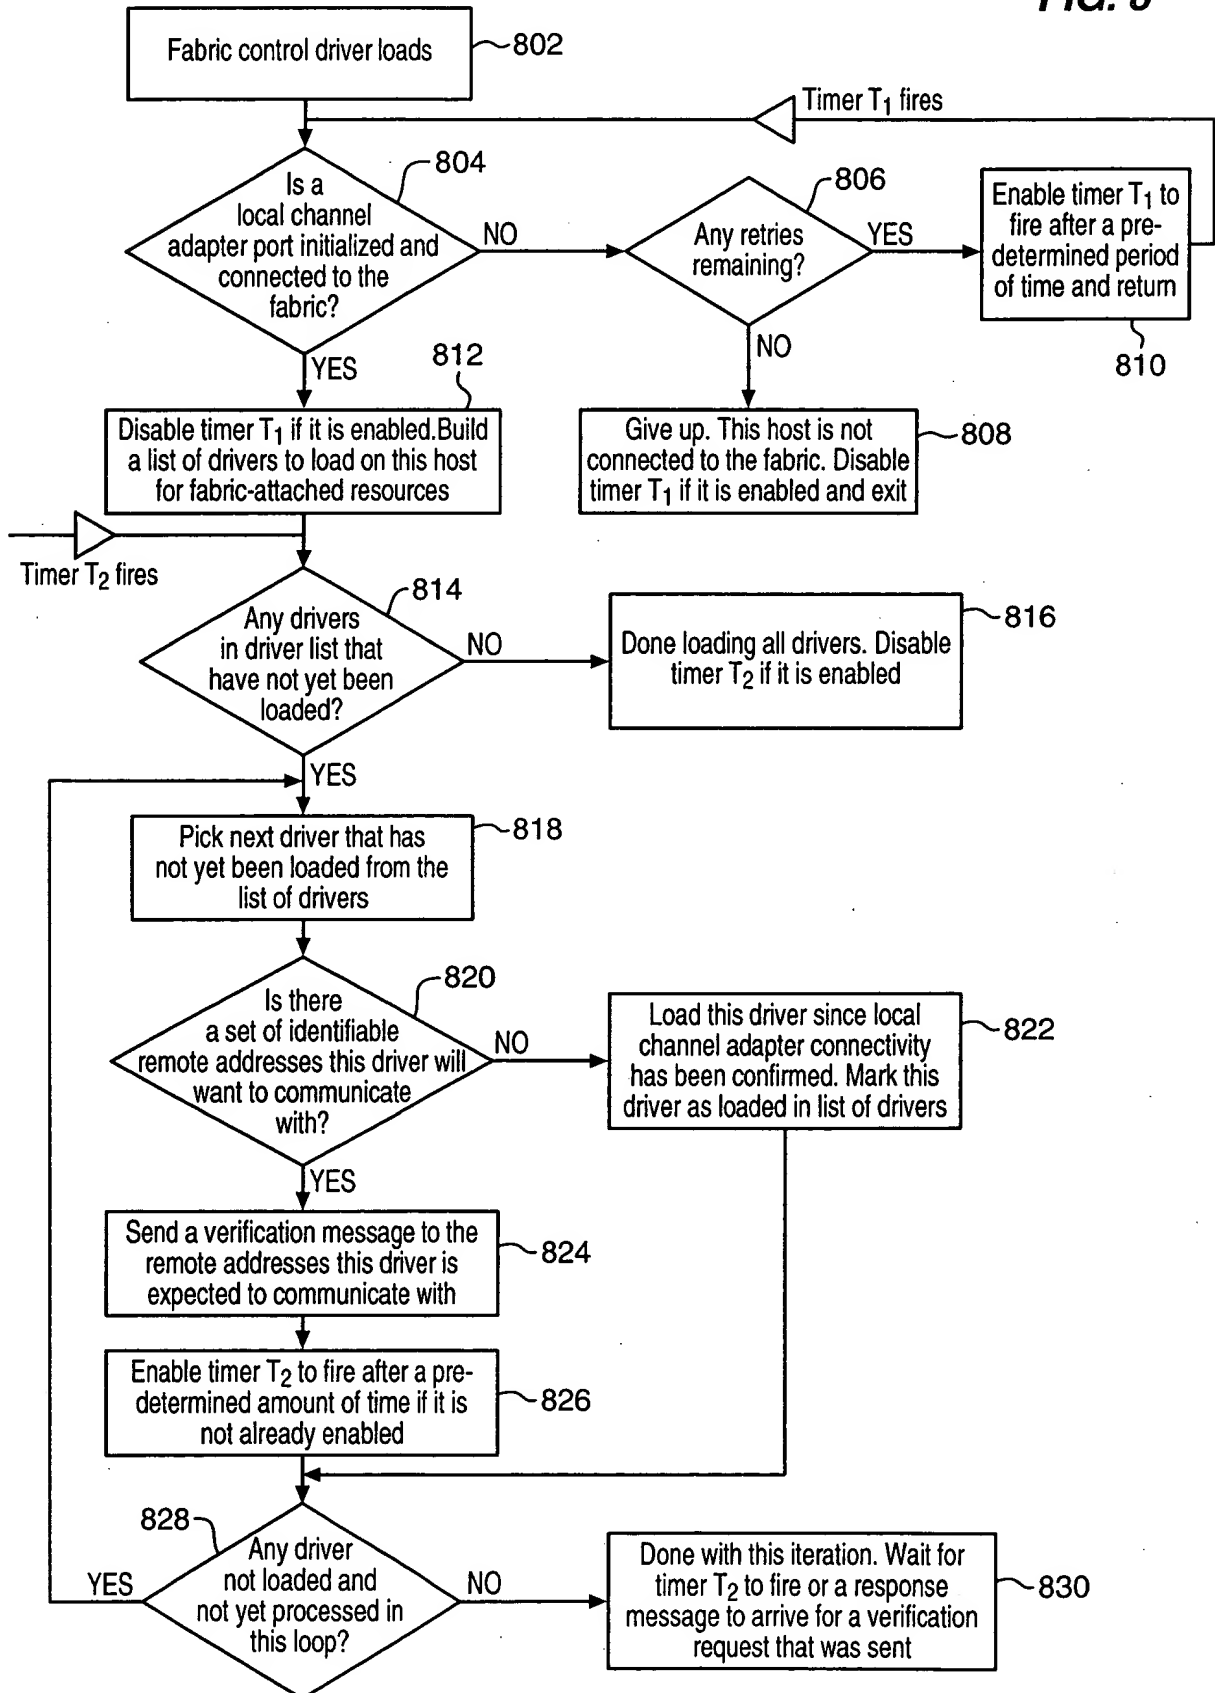 Fabric control driver loads
802
Timer T1 fires
804
Is a
local channel
adapter port initialized and
connected to the
fabric?
NO
806
Any retries
remaining?
YES
Enable timer T1 to
fire after a pre-
determined period
of time and return
810
YES
NO
812
Disable timer T1 if it is enabled.Build
a list of drivers to load on this host
for fabric-attached resources
Give up. This host is not
connected to the fabric. Disable
timer T1 if it is enabled and exit
808
Timer T2 fires
814
Any drivers
in driver list that
have not yet been
loaded?
NO
Done loading all drivers. Disable
timer T2 if it is enabled
816
YES
Pick next driver that has
not yet been loaded from the
list of drivers
818
820
Is there
a set of identifiable
remote addresses this driver will
want to communicate
with?
NO
Load this driver since local
channel adapter connectivity
has been confirmed. Mark this
driver as loaded in list of drivers
822
YES
Send a verification message to the
remote addresses this driver is
expected to communicate with
824
Enable timer T2 to fire after a pre-
determined amount of time if it is
not already enabled
826
828
Any driver
not loaded and
not yet processed in
this loop?
YES
NO
Done with this iteration. Wait for
timer T2 to fire or a response
message to arrive for a verification
request that was sent
830